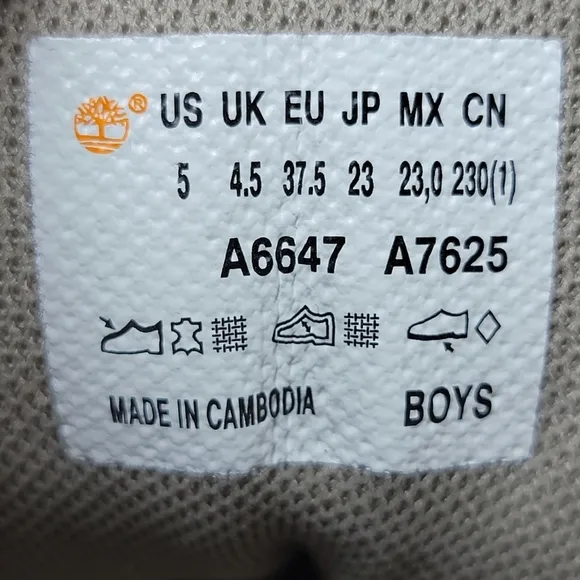 ® US UK EU JP MX CN
5 4.5 37.5 23 23,0 230(1)
A6647 A7625
MADE IN CAMBODIA BOYS